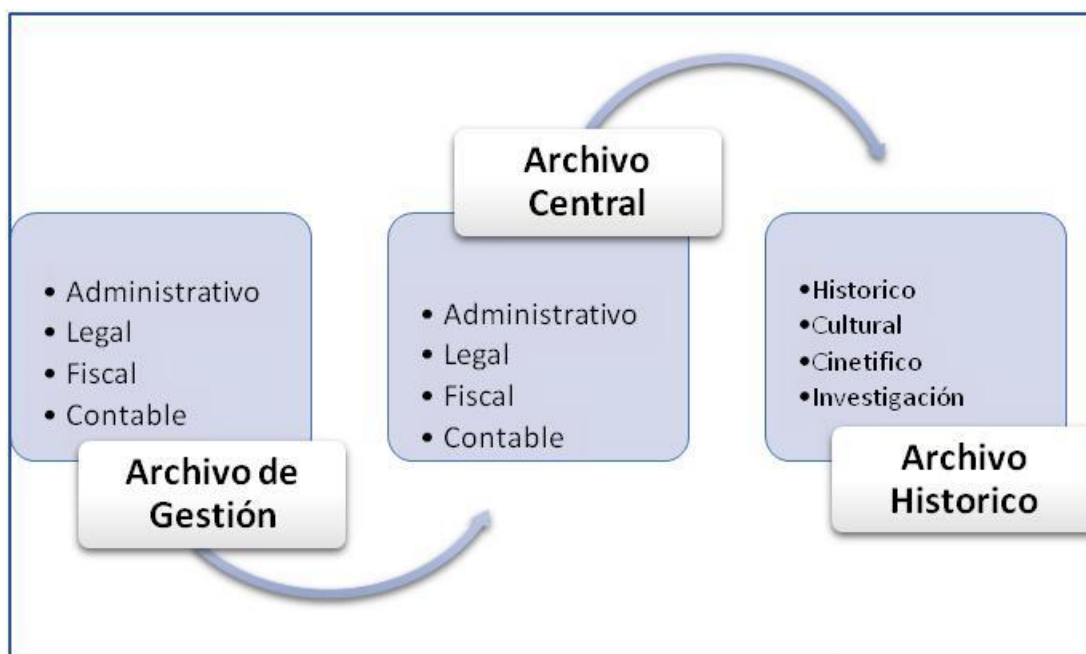 • Administrativo
• Legal
• Fiscal
• Contable
Archivo de
Gestión
Archivo
Central
• Administrativo
• Legal
• Fiscal
• Contable
•Historico
•Cultural
•Cinetifico
•Investigación
Archivo
Historico